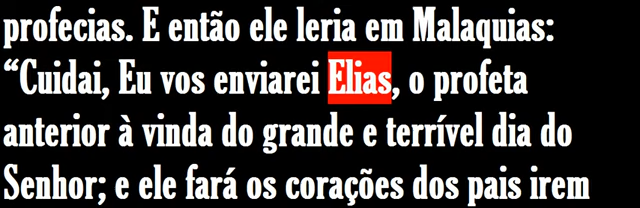 profecias. E então ele leria em Malaquias:
“Cuidai, Eu vos enviarei Elias, o profeta
anterior à vinda do grande e terrível dia do
Senhor; e ele fará os corações dos pais irem